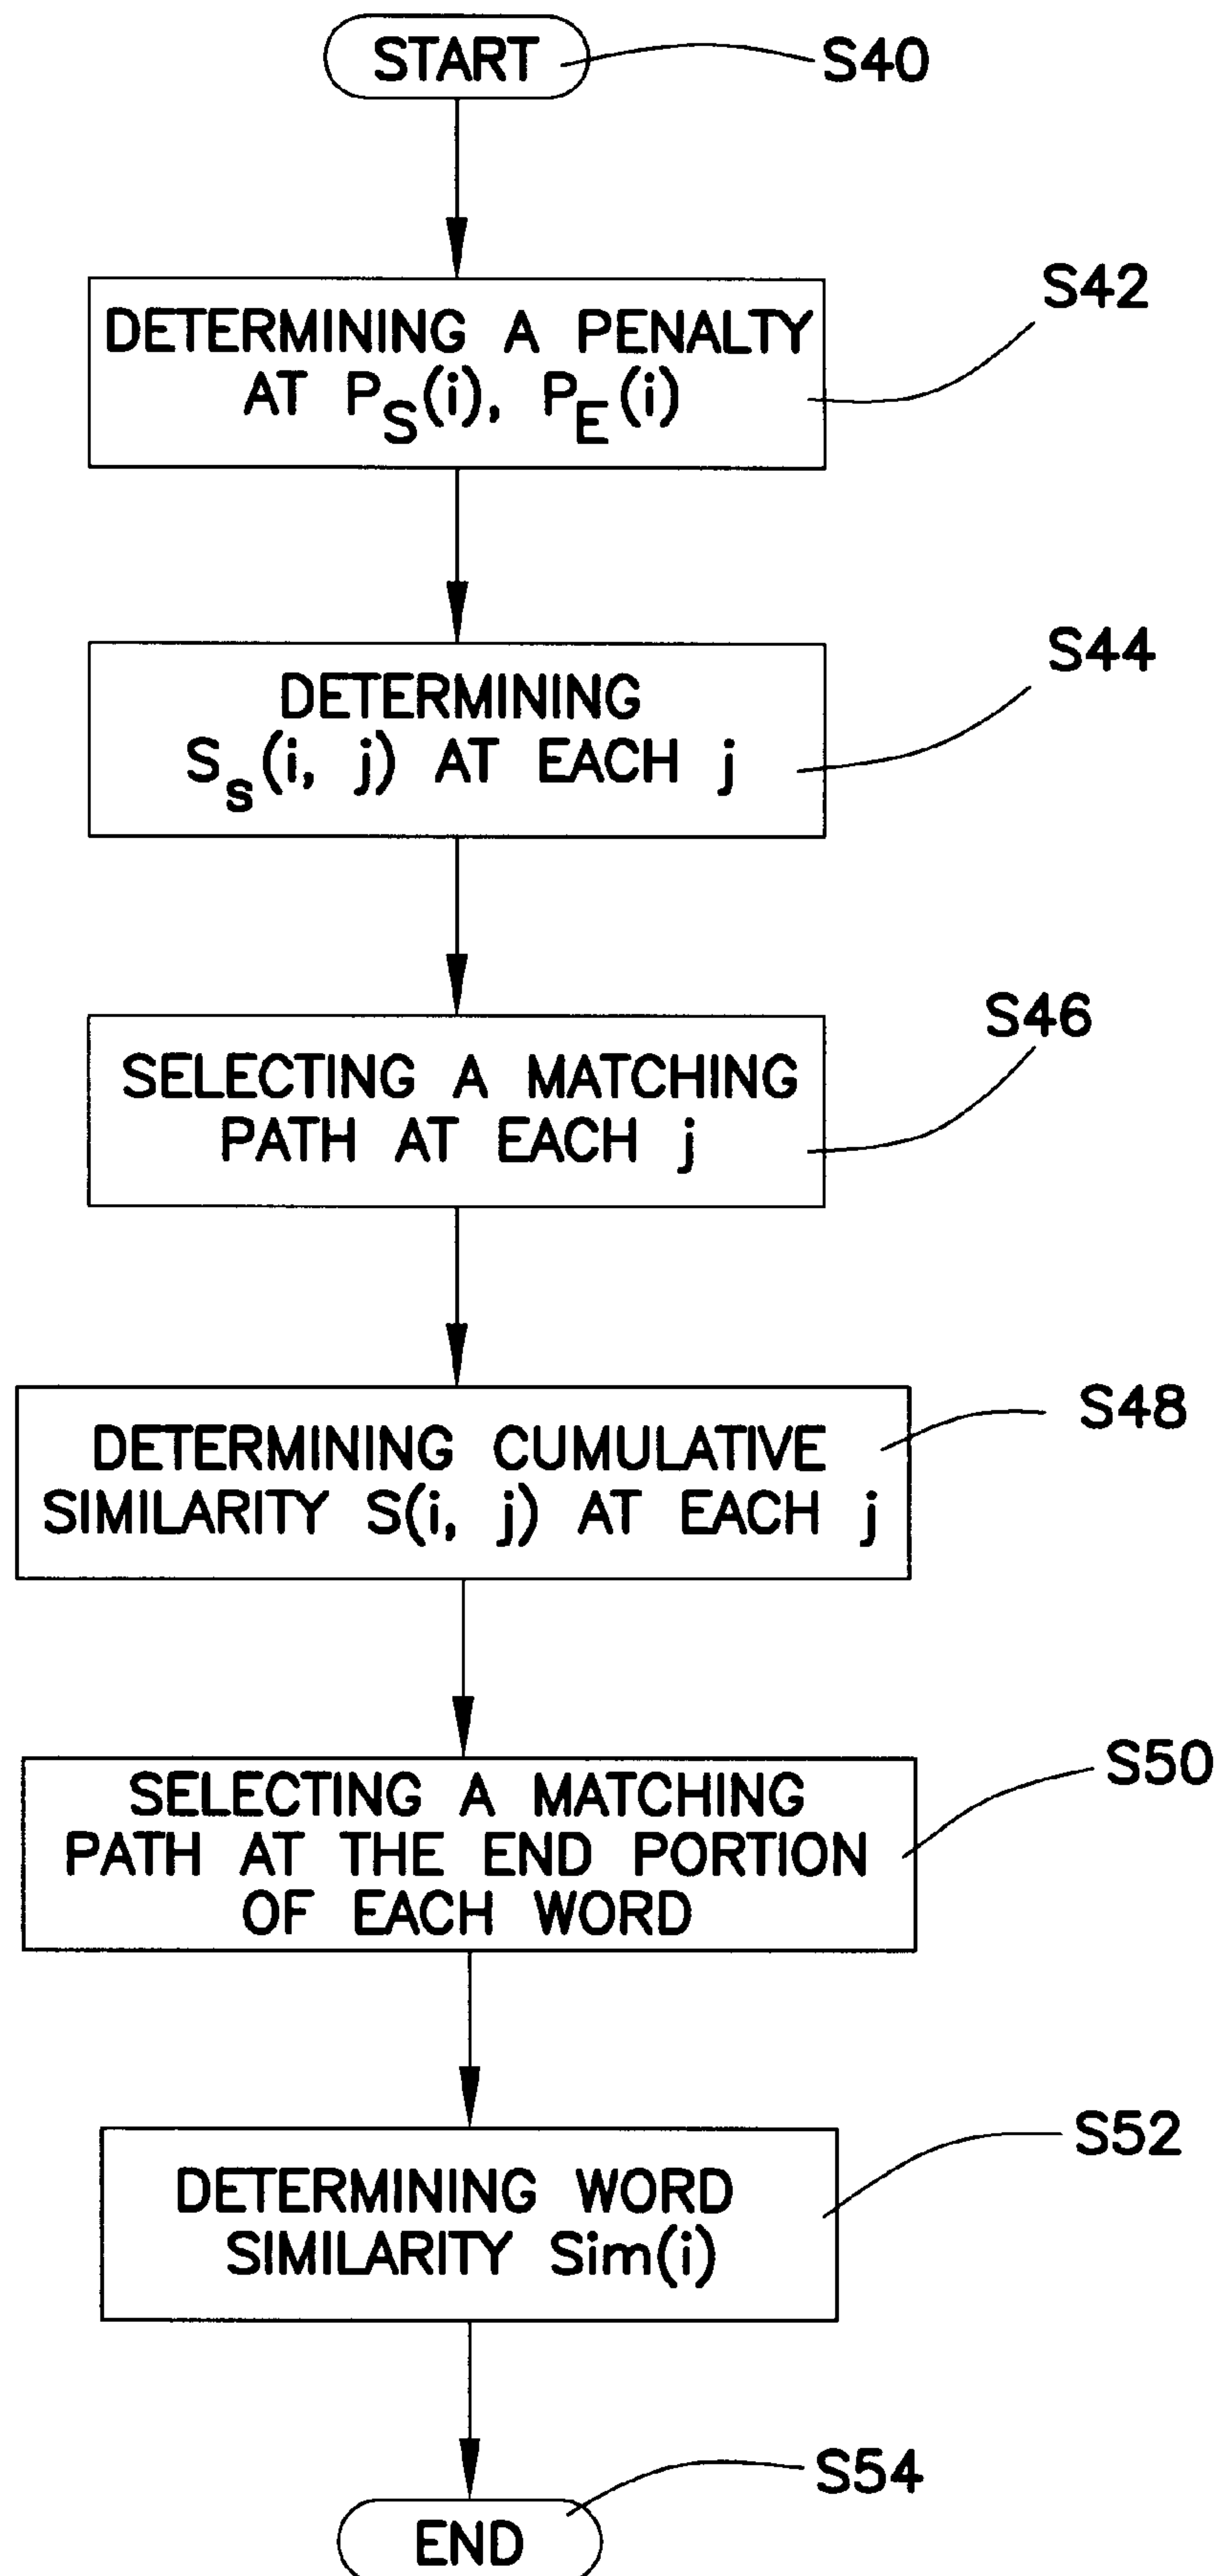 START
S40
DETERMINING A PENALTY
AT P_S(i), P_E(i)
S42
DETERMINING
S_s(i, j) AT EACH j
S44
SELECTING A MATCHING
PATH AT EACH j
S46
DETERMINING CUMULATIVE
SIMILARITY S(i, j) AT EACH j
S48
SELECTING A MATCHING
PATH AT THE END PORTION
OF EACH WORD
S50
DETERMINING WORD
SIMILARITY Sim(i)
S52
END
S54